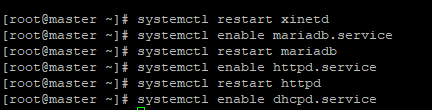 [root@master ~]# systemctl restart xinetd
[root@master ~]# systemctl enable mariadb.service
[root@master ~]# systemctl restart mariadb
[root@master ~]# systemctl enable httpd.service
[root@master ~]# systemctl restart httpd
[root@master ~]# systemctl enable dhcpd.service